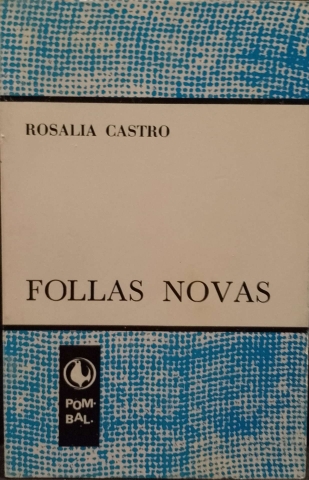 ROSALIA CASTRO
FOLLAS NOVAS
POM·
BAL·